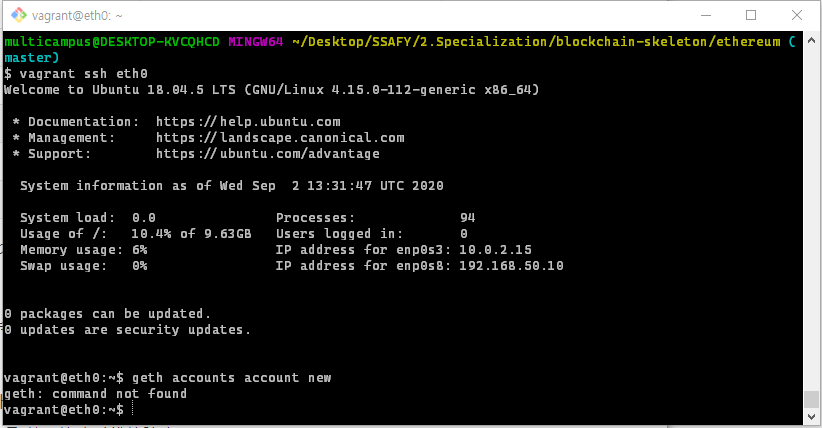 vagrant@eth0: ~
multicampus@DESKTOP-KVCQHCD MINGW64 ~/Desktop/SSAFY/2.Specialization/blockchain-skeleton/ethereum (
master)
$ vagrant ssh eth0
Welcome to Ubuntu 18.04.5 LTS (GNU/Linux 4.15.0-112-generic x86_64)
* Documentation:  https://help.ubuntu.com
* Management:     https://landscape.canonical.com
* Support:        https://ubuntu.com/advantage
System information as of Wed Sep  2 13:31:47 UTC 2020
System load:  0.0               Processes:             94
Usage of /:   10.4% of 9.63GB   Users logged in:       0
Memory usage: 6%                IP address for enp0s3: 10.0.2.15
Swap usage:   0%                IP address for enp0s8: 192.168.50.10
0 packages can be updated.
0 updates are security updates.
vagrant@eth0:~$ geth accounts account new
geth: command not found
vagrant@eth0:~$